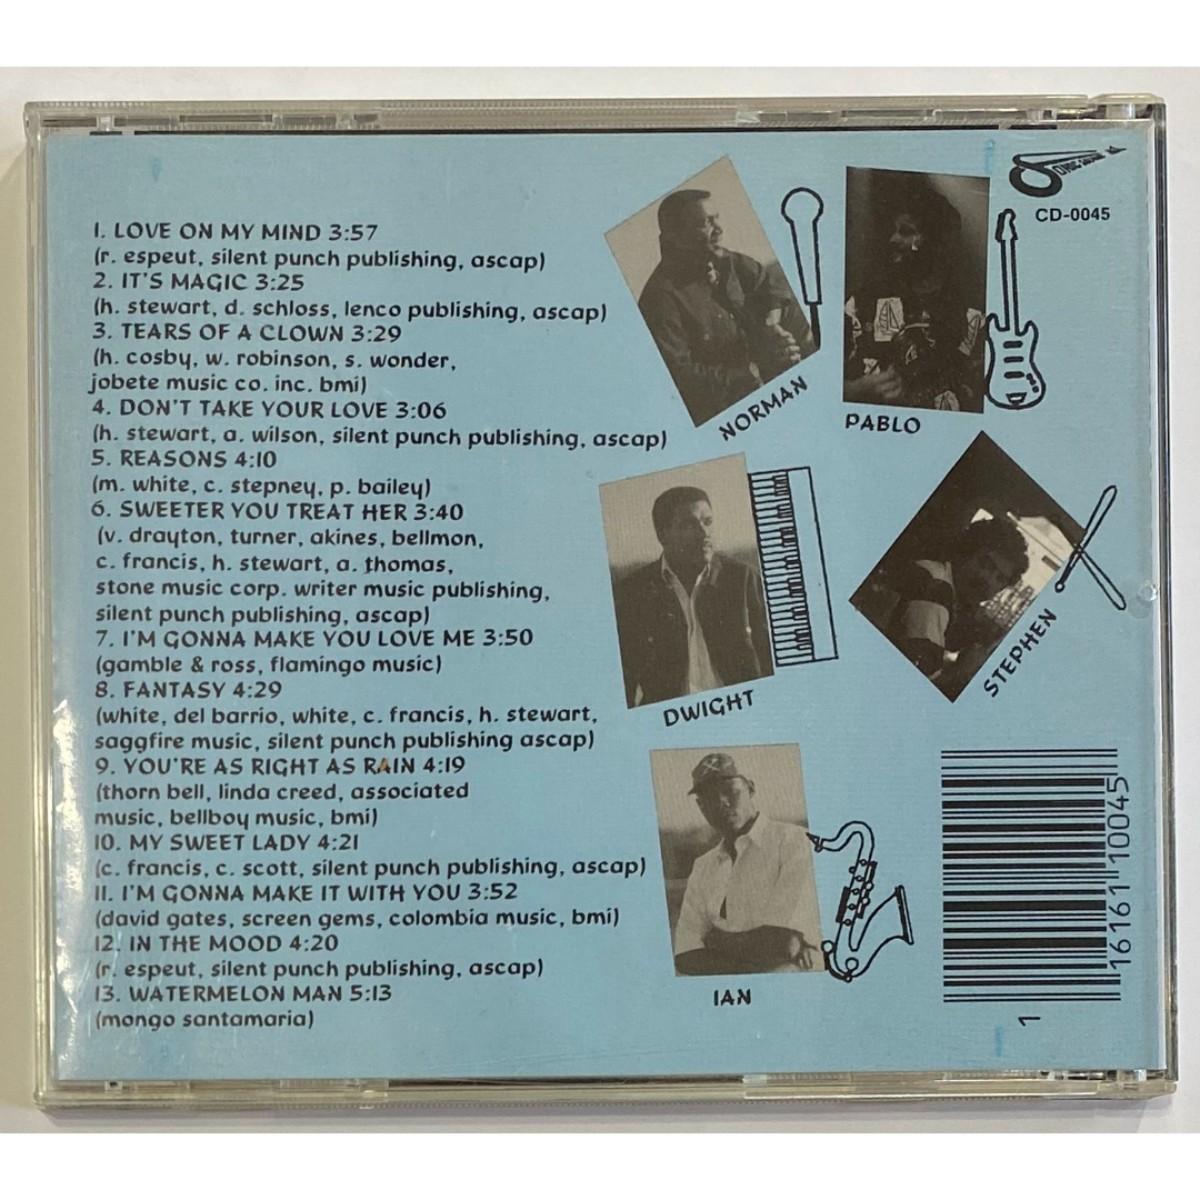 1. LOVE ON MY MIND 3:57
(r. espeut, silent punch publishing, ascap)
2. IT'S MAGIC 3:25
(h. stewart, d. schloss, lenco publishing, ascap)
3. TEARS OF A CLOWN 3:29
(h. cosby, w. robinson, s. wonder,
jobete music co. inc. bmi)
4. DON'T TAKE YOUR LOVE 3:06
(h. stewart, a. wilson, silent punch publishing, ascap)
5. REASONS 4:10
(m. white, c. stepney, p. bailey)
6. SWEETER YOU TREAT HER 3:40
(v. drayton, turner, akines, bellmon,
c. francis, h. stewart, a. thomas,
stone music corp. writer music publishing,
silent punch publishing, ascap)
7. I'M GONNA MAKE YOU LOVE ME 3:50
(gamble & ross, flamingo music)
8. FANTASY 4:29
(white, del barrio, white, c. francis, h. stewart,
saggfire music, silent punch publishing ascap)
9. YOU'RE AS RIGHT AS RAIN 4:19
(thorn bell, linda creed, associated
music, bellboy music, bmi)
10. MY SWEET LADY 4:21
(c. francis, c. scott, silent punch publishing, ascap)
11. I'M GONNA MAKE IT WITH YOU 3:52
(david gates, screen gems, colombia music, bmi)
12. IN THE MOOD 4:20
(r. espeut, silent punch publishing, ascap)
13. WATERMELON MAN 5:13
(mongo santamaria)
CD-0045
NORMAN
PABLO
DWIGHT
STEPHEN
IAN
1 16161 10045